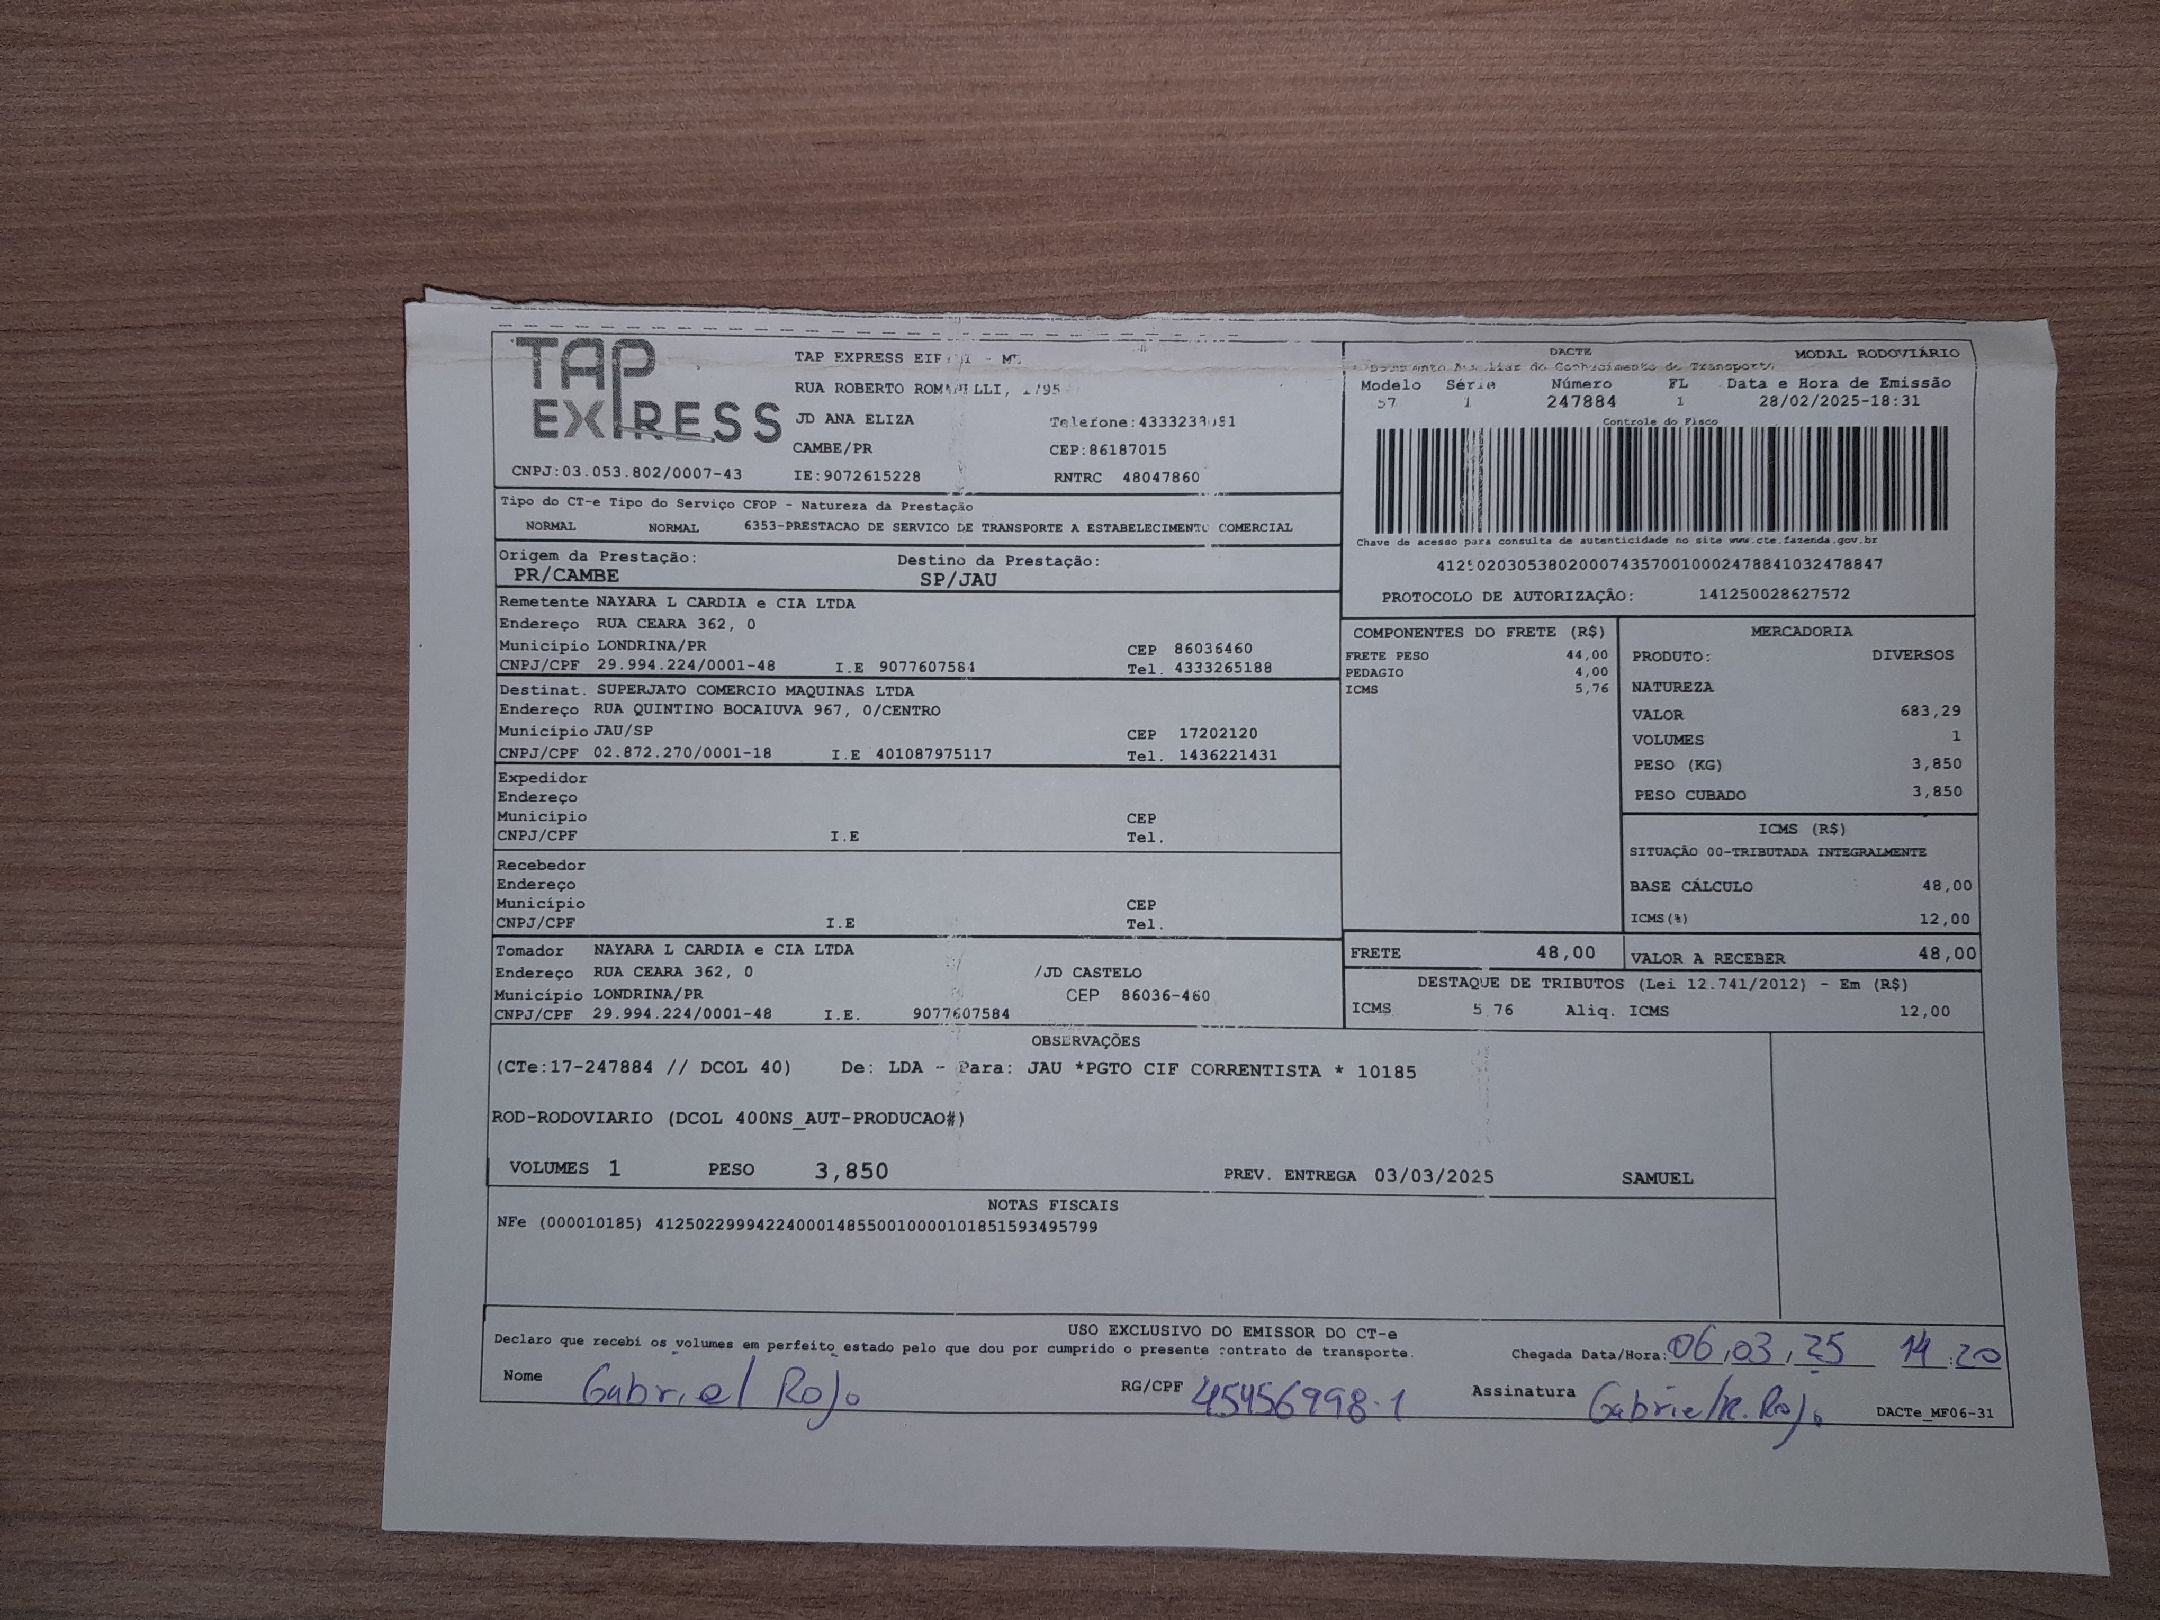 TAP
EXPRESS
CNPJ:03.053.802/0007-43
TAP EXPRESS
RUA ROBERTO
JD ANA ELIZA
CAMBE/PR
CEP:86187015
IE:9072615228
RNTRC 48047860
DACTE
MODAL RODOVIÁRIO
Documento Auxiliar do Conhecimento de Transporte
Modelo Série Número FL Data e Hora de Emissão
57 1 247884 1 28/02/2025-18:31
Controle do Fisco
Chave de acesso para consulta de autenticidade no site www.cte.fazenda.gov.br
41250203053802000743570010002478841032478847
PROTOCOLO DE AUTORIZAÇÃO: 141250028627572
Tipo do CT-e Tipo do Serviço CFOP - Natureza da Prestação
NORMAL NORMAL 6353-PRESTACAO DE SERVICO DE TRANSPORTE A ESTABELECIMENTO COMERCIAL
Origem da Prestação: Destino da Prestação:
PR/CAMBE SP/JAU
Remetente NAYARA L CARDIA e CIA LTDA
Endereço RUA CEARA 362, 0
Município LONDRINA/PR CEP 86036460
CNPJ/CPF 29.994.224/0001-48 I.E 9077607584 Tel. 4333265188
Destinat. SUPERJATO COMERCIO MAQUINAS LTDA
Endereço RUA QUINTINO BOCAIUVA 967, 0/CENTRO
Município JAU/SP CEP 17202120
CNPJ/CPF 02.872.270/0001-18 I.E 401087975117 Tel. 1436221431
Expedidor
Endereço
Município CEP
CNPJ/CPF I.E Tel.
Recebedor
Endereço
Município CEP
CNPJ/CPF I.E Tel.
Tomador NAYARA L CARDIA e CIA LTDA
Endereço RUA CEARA 362, 0 /JD CASTELO
Município LONDRINA/PR CEP 86036-460
CNPJ/CPF 29.994.224/0001-48 I.E. 9077607584
COMPONENTES DO FRETE (R$)
FRETE PESO 44,00
PEDAGIO 4,00
ICMS 5,76
MERCADORIA
PRODUTO: DIVERSOS
NATUREZA
VALOR 683,29
VOLUMES 1
PESO (KG) 3,850
PESO CUBADO 3,850
ICMS (R$)
SITUAÇÃO 00-TRIBUTADA INTEGRALMENTE
BASE CÁLCULO 48,00
ICMS(%) 12,00
FRETE 48,00
VALOR A RECEBER 48,00
DESTAQUE DE TRIBUTOS (Lei 12.741/2012) - Em (R$)
ICMS 5 76 Aliq. ICMS 12,00
OBSERVAÇÕES
(CTe:17-247884 // DCOL 40) De: LDA - Para: JAU *PGTO CIF CORRENTISTA * 10185
ROD-RODOVIARIO (DCOL 400NS_AUT-PRODUCAO#)
VOLUMES 1 PESO 3,850 PREV. ENTREGA 03/03/2025 SAMUEL
NOTAS FISCAIS
NFe (000010185) 41250229994224000148550010000101851593495799
USO EXCLUSIVO DO EMISSOR DO CT-e
Declaro que recebi os volumes em perfeito estado pelo que dou por cumprido o presente contrato de transporte.
Chegada Data/Hora: 06,03,25 14:20
Nome Gabriel Rojo RG/CPF 45456998-1 Assinatura Gabriel R. Rojo
DACTe_MF06-31